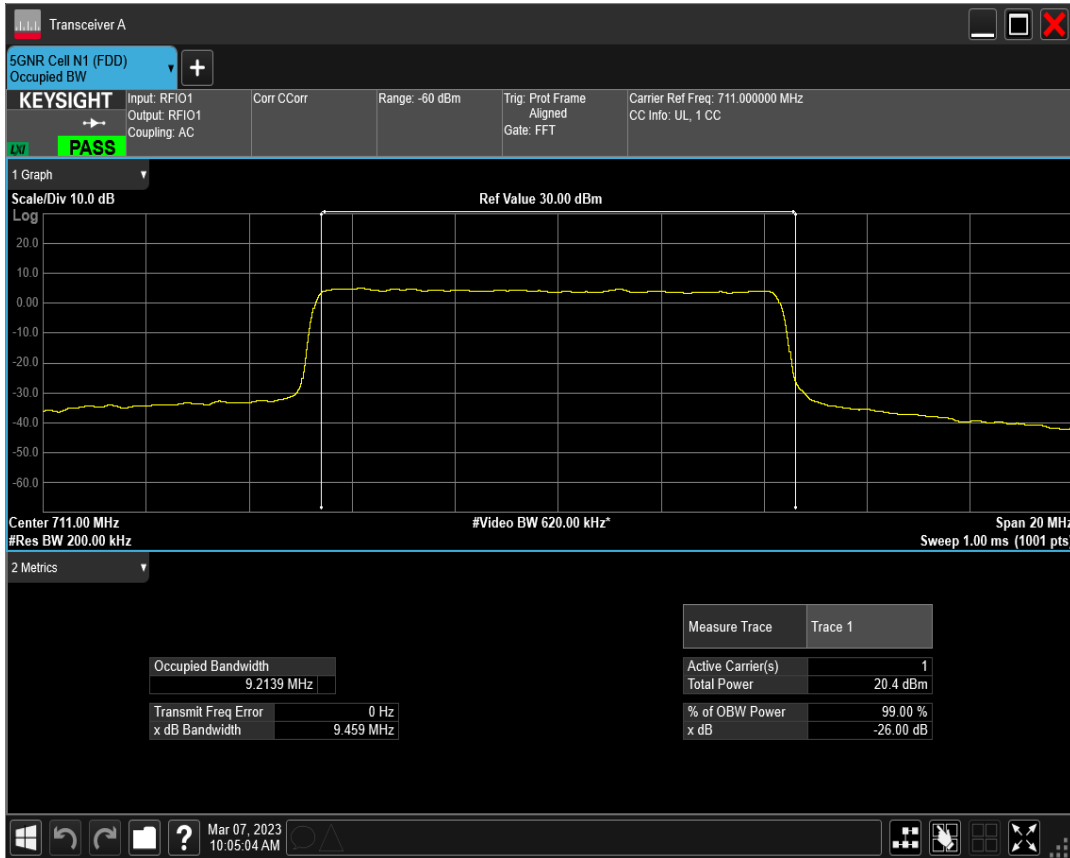 Transceiver A
5GNR Cell N1 (FDD)
Occupied BW
+
KEYSIGHT
LXI
PASS
Input: RFIO1
Output: RFIO1
Coupling: AC
Corr CCorr
Range: -60 dBm
Trig: Prot Frame
Aligned
Gate: FFT
Carrier Ref Freq: 711.000000 MHz
CC Info: UL, 1 CC
1 Graph
Scale/Div 10.0 dB
Ref Value 30.00 dBm
Log
20.0
10.0
0.00
-10.0
-20.0
-30.0
-40.0
-50.0
-60.0
Center 711.00 MHz
#Video BW 620.00 kHz*
Span 20 MHz
#Res BW 200.00 kHz
Sweep 1.00 ms (1001 pts)
2 Metrics
Measure Trace Trace 1
Occupied Bandwidth
9.2139 MHz
Active Carrier(s) 1
Total Power 20.4 dBm
Transmit Freq Error 0 Hz
x dB Bandwidth 9.459 MHz
% of OBW Power 99.00 %
x dB -26.00 dB
?
Mar 07, 2023
10:05:04 AM